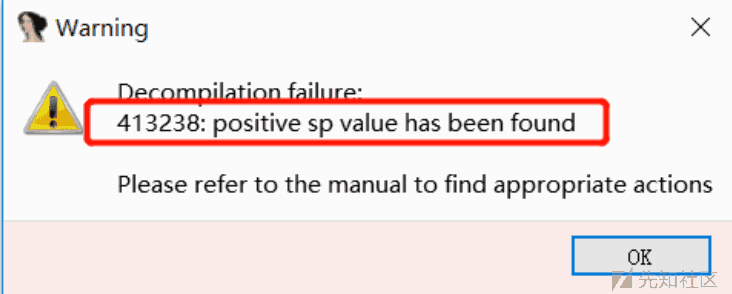 Warning
Decompilation failure:
413238: positive sp value has been found
Please refer to the manual to find appropriate actions
OK
先知社区